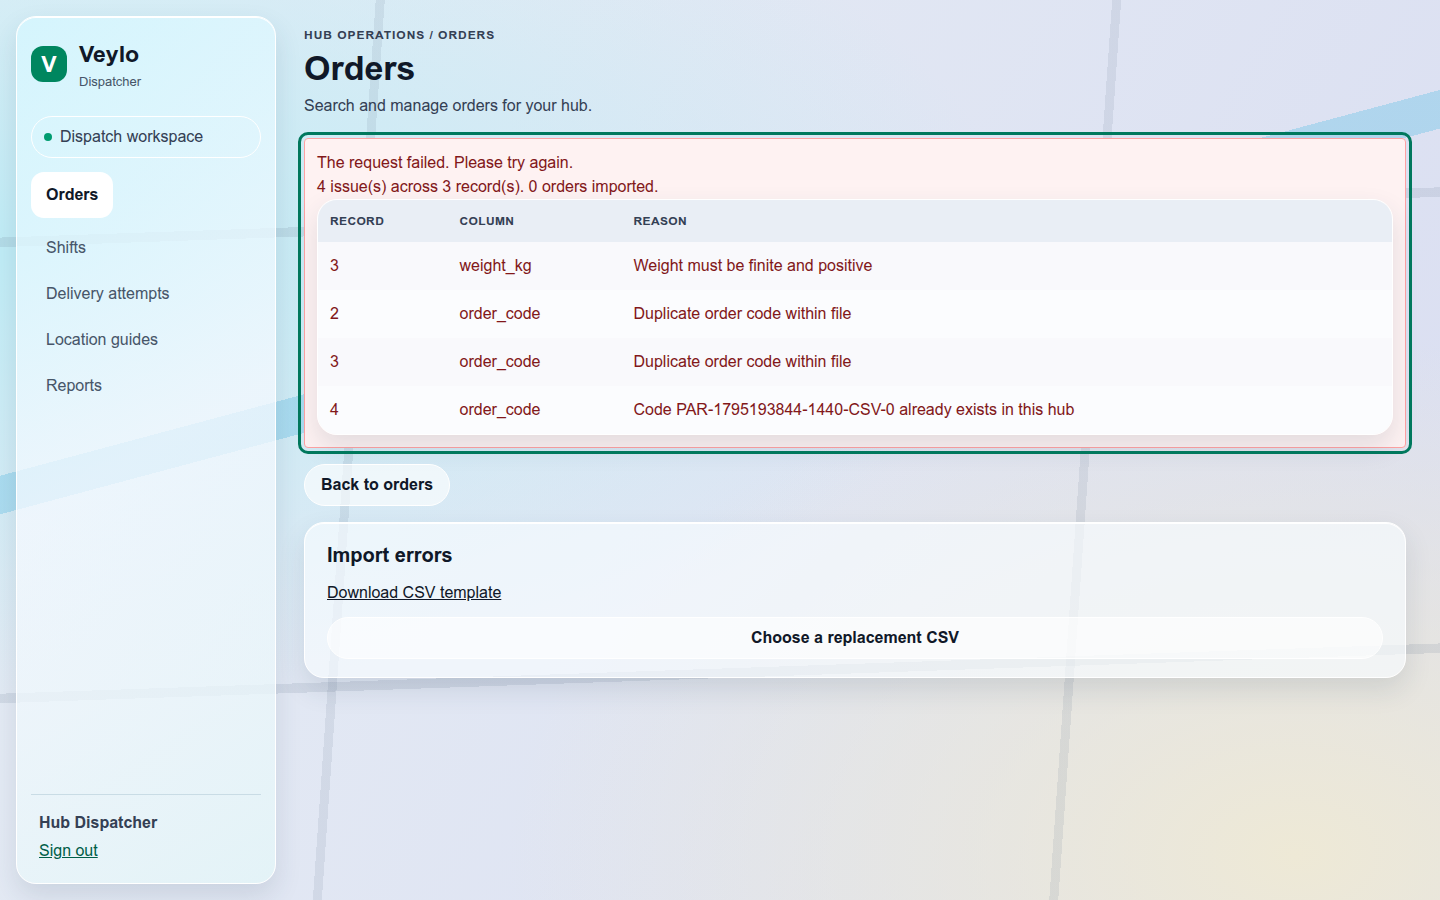 V
Veylo
Dispatcher
Dispatch workspace
Orders
Shifts
Delivery attempts
Location guides
Reports
Hub Dispatcher
Sign out
HUB OPERATIONS / ORDERS
Orders
Search and manage orders for your hub.
The request failed. Please try again.
4 issue(s) across 3 record(s). 0 orders imported.
RECORD COLUMN REASON
3 weight_kg Weight must be finite and positive
2 order_code Duplicate order code within file
3 order_code Duplicate order code within file
4 order_code Code PAR-1795193844-1440-CSV-0 already exists in this hub
Back to orders
Import errors
Download CSV template
Choose a replacement CSV